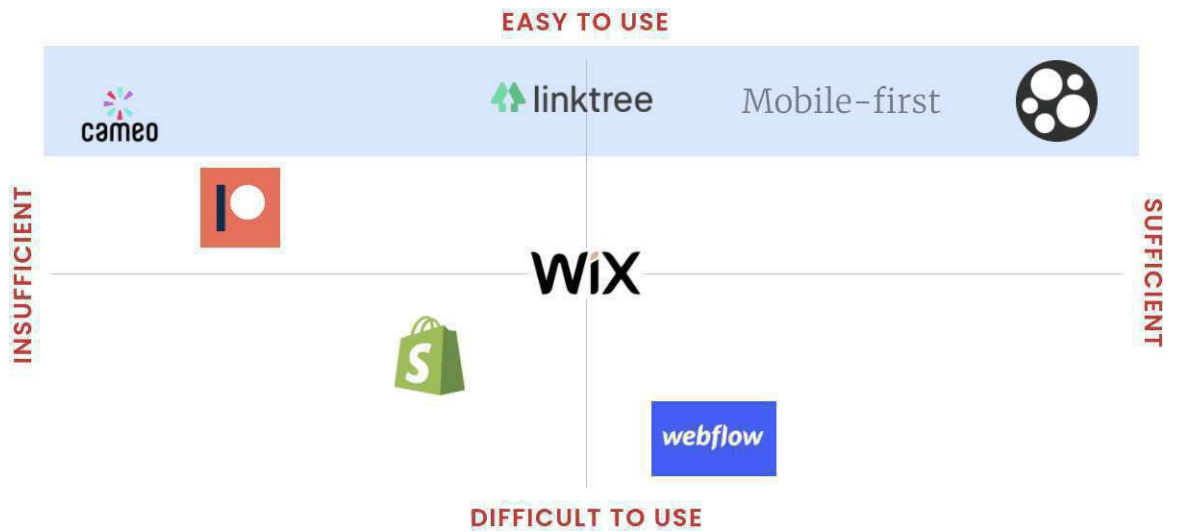 EASY TO USE
cameo
linktree
Mobile-first
INSUFFICIENT
SUFFICIENT
WiX
S
webflow
DIFFICULT TO USE